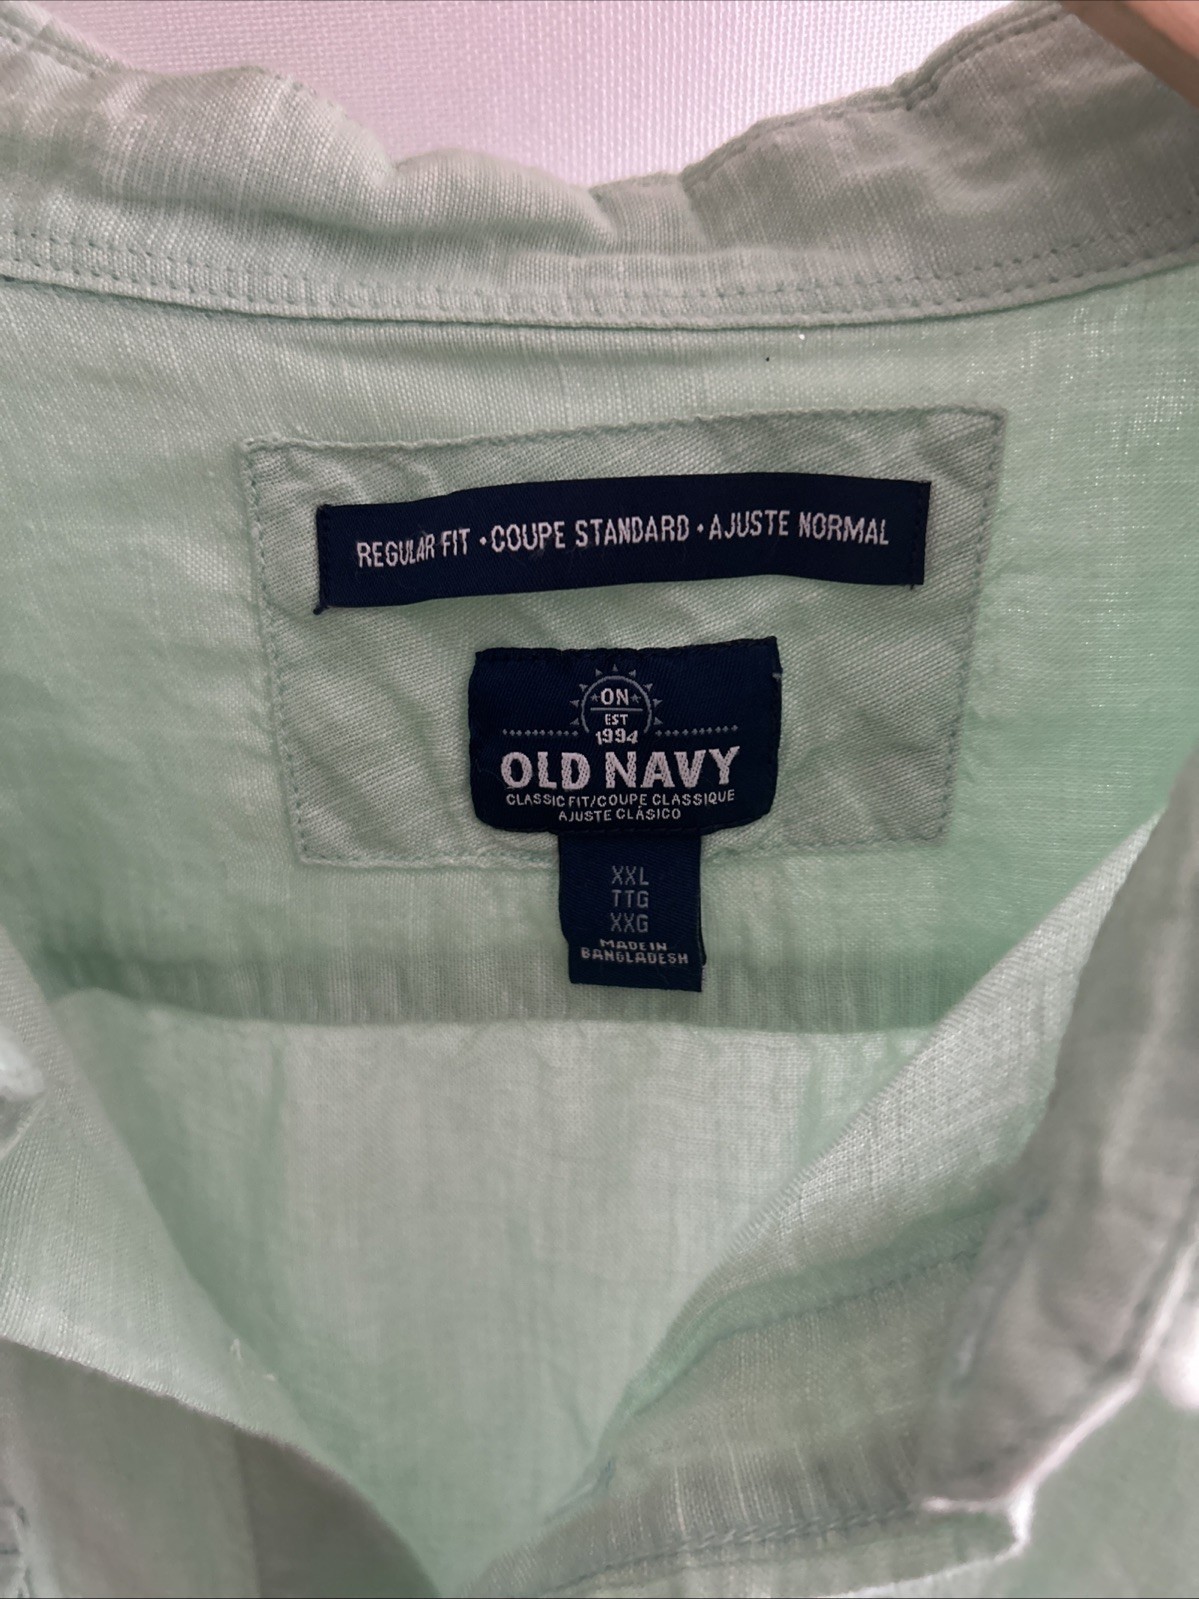 REGULAR FIT • COUPE STANDARD • AJUSTE NORMAL
ON
EST
1994
OLD NAVY
CLASSIC FIT/COUPE CLASSIQUE
AJUSTE CLÁSICO
XXL
TTG
XXG
MADE IN
BANGLADESH